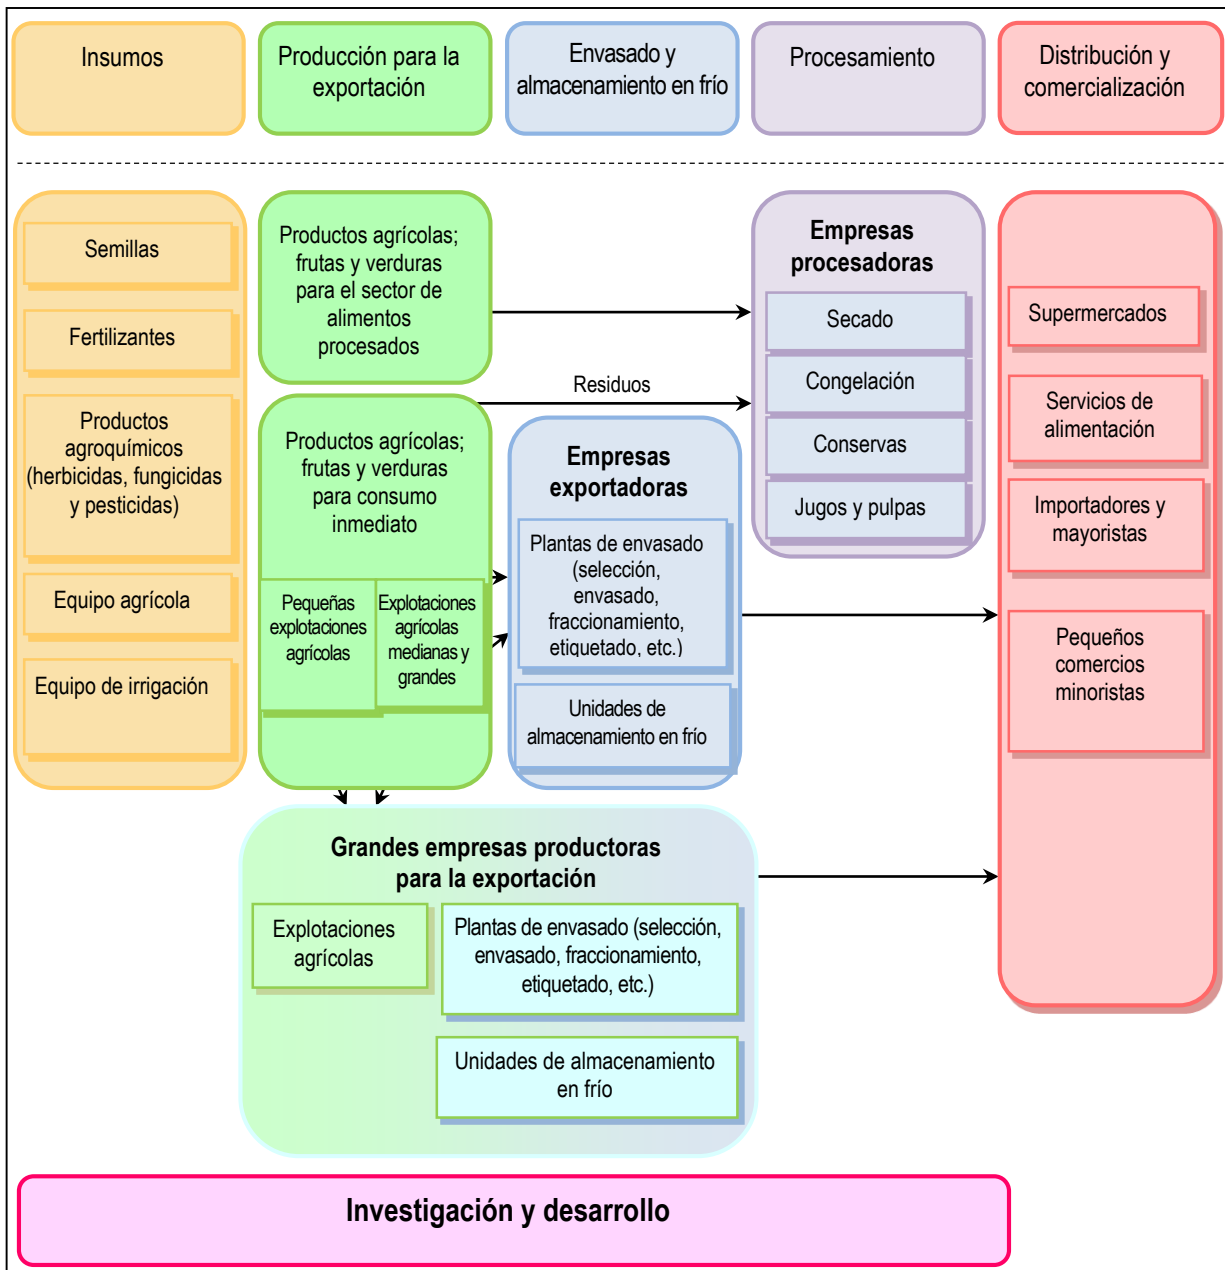 Insumos
Producción para la
exportación
Envasado y
almacenamiento en frío
Procesamiento
Distribución y
comercialización
Semillas
Fertilizantes
Productos
agroquímicos
(herbicidas, fungicidas
y pesticidas)
Equipo agrícola
Equipo de irrigación
Productos agrícolas;
frutas y verduras
para el sector de
alimentos
procesados
Residuos
Productos agrícolas;
frutas y verduras
para consumo
inmediato
Pequeñas
explotaciones
agrícolas
Explotaciones
agrícolas
medianas y
grandes
Empresas
exportadoras
Plantas de envasado
(selección,
envasado,
fraccionamiento,
etiquetado, etc.)
Unidades de
almacenamiento en frío
Empresas
procesadoras
Secado
Congelación
Conservas
Jugos y pulpas
Supermercados
Servicios de
alimentación
Importadores y
mayoristas
Pequeños
comercios
minoristas
Grandes empresas productoras
para la exportación
Explotaciones
agrícolas
Plantas de envasado (selección,
envasado, fraccionamiento,
etiquetado, etc.)
Unidades de almacenamiento
en frío
Investigación y desarrollo